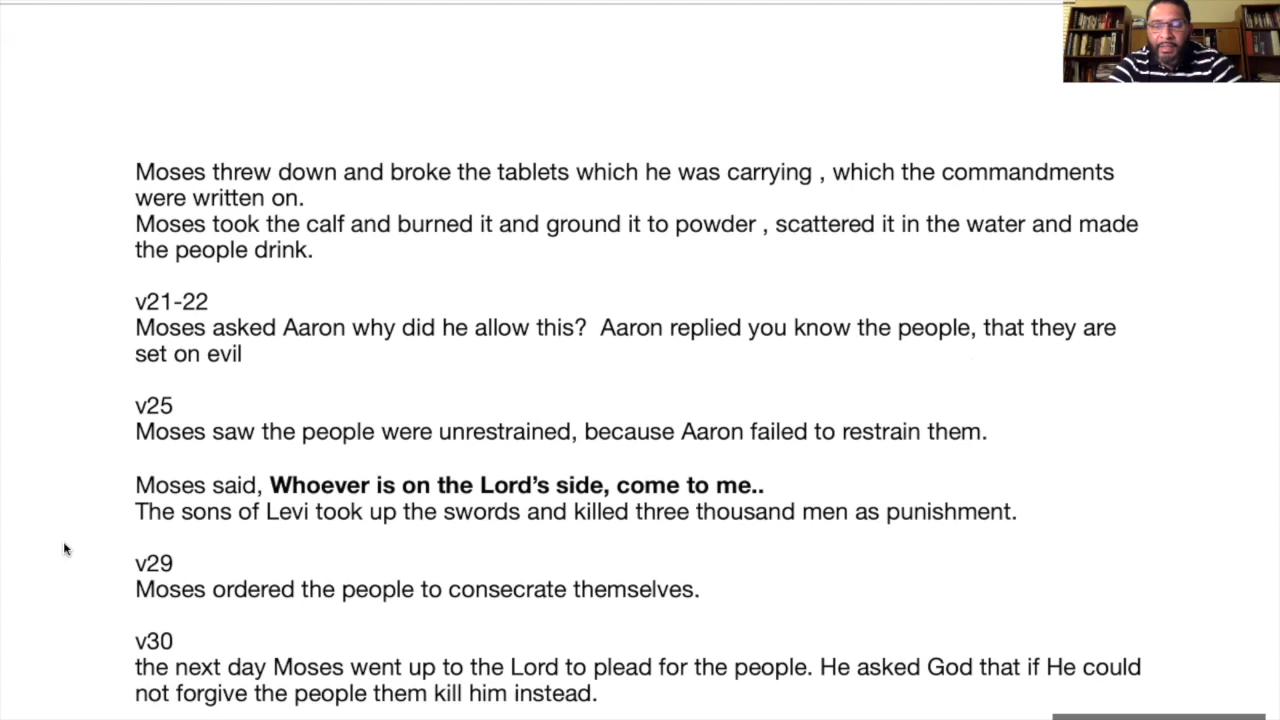 Moses threw down and broke the tablets which he was carrying , which the commandments
were written on.
Moses took the calf and burned it and ground it to powder , scattered it in the water and made
the people drink.
v21-22
Moses asked Aaron why did he allow this?  Aaron replied you know the people, that they are
set on evil
v25
Moses saw the people were unrestrained, because Aaron failed to restrain them.
Moses said, Whoever is on the Lord’s side, come to me..
The sons of Levi took up the swords and killed three thousand men as punishment.
v29
Moses ordered the people to consecrate themselves.
v30
the next day Moses went up to the Lord to plead for the people. He asked God that if He could
not forgive the people them kill him instead.